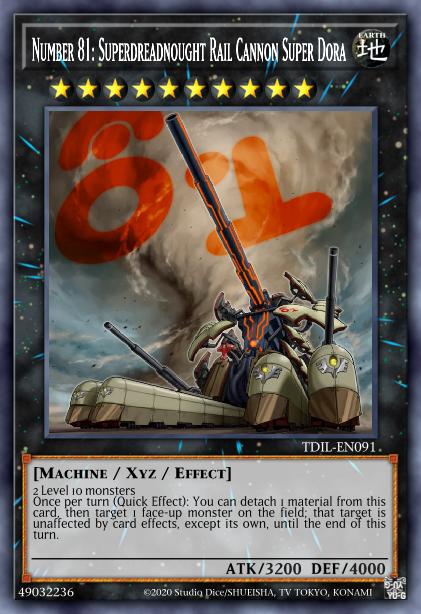 Number 81: Superdreadnought Rail Cannon Super Dora
EARTH
地
81
TDIL-EN091
[Machine / Xyz / Effect]
2 Level 10 monsters
Once per turn (Quick Effect): You can detach 1 material from this
card, then target 1 face-up monster on the field; that target is
unaffected by card effects, except its own, until the end of this
turn.
ATK/3200 DEF/4000
49032236
©2020 Studio Dice/SHUEISHA, TV TOKYO, KONAMI